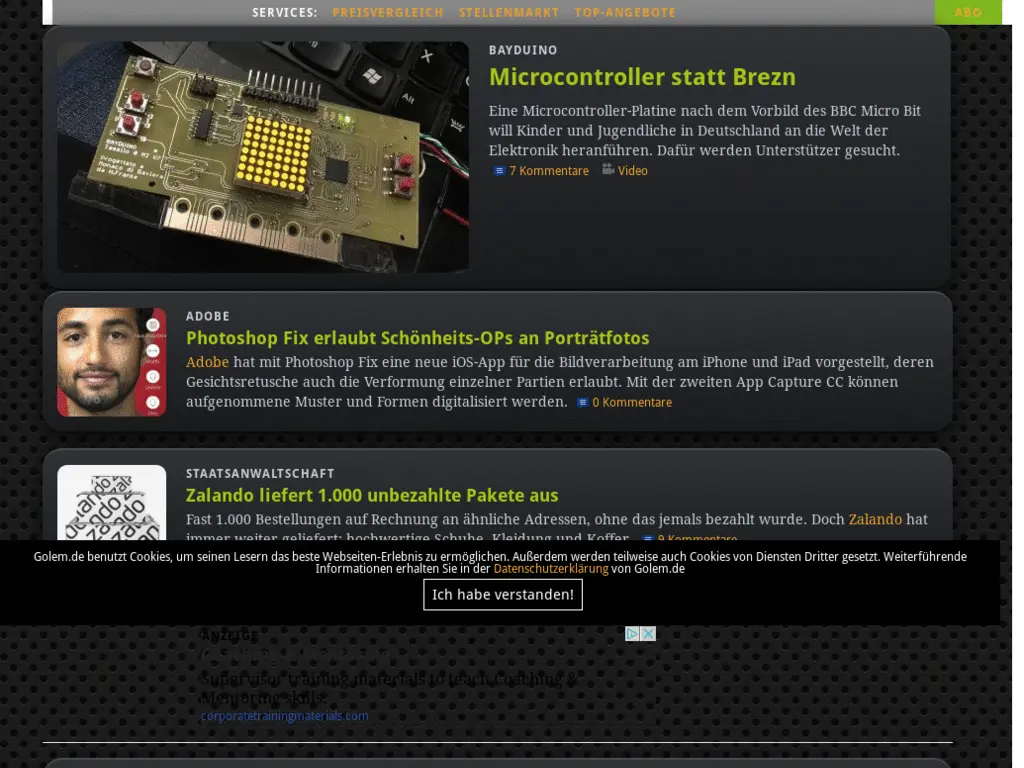 SERVICES: PREISVERGLEICH STELLENMARKT TOP-ANGEBOTE ABO
BAYDUINO
Microcontroller statt Brezn
Eine Microcontroller-Platine nach dem Vorbild des BBC Micro Bit
will Kinder und Jugendliche in Deutschland an die Welt der
Elektronik heranführen. Dafür werden Unterstützer gesucht.
7 Kommentare Video
Alt
BAYDUINO
Progettato
Monaco di Baviera
ADOBE
Photoshop Fix erlaubt Schönheits-OPs an Porträtfotos
Adobe hat mit Photoshop Fix eine neue iOS-App für die Bildverarbeitung am iPhone und iPad vorgestellt, deren
Gesichtsretusche auch die Verformung einzelner Partien erlaubt. Mit der zweiten App Capture CC können
aufgenommene Muster und Formen digitalisiert werden. 0 Kommentare
STAATSANWALTSCHAFT
Zalando liefert 1.000 unbezahlte Pakete aus
Fast 1.000 Bestellungen auf Rechnung an ähnliche Adressen, ohne das jemals bezahlt wurde. Doch Zalando hat
immer weiter geliefert: hochwertige Schuhe, Kleidung und Koffer. 9 Kommentare
zalando
Golem.de benutzt Cookies, um seinen Lesern das beste Webseiten-Erlebnis zu ermöglichen. Außerdem werden teilweise auch Cookies von Diensten Dritter gesetzt. Weiterführende
Informationen erhalten Sie in der Datenschutzerklärung von Golem.de
Ich habe verstanden!
ANZEIGE
Supervisor training materials to teach Coaching &
Mentoring skills.
corporatetrainingmaterials.com